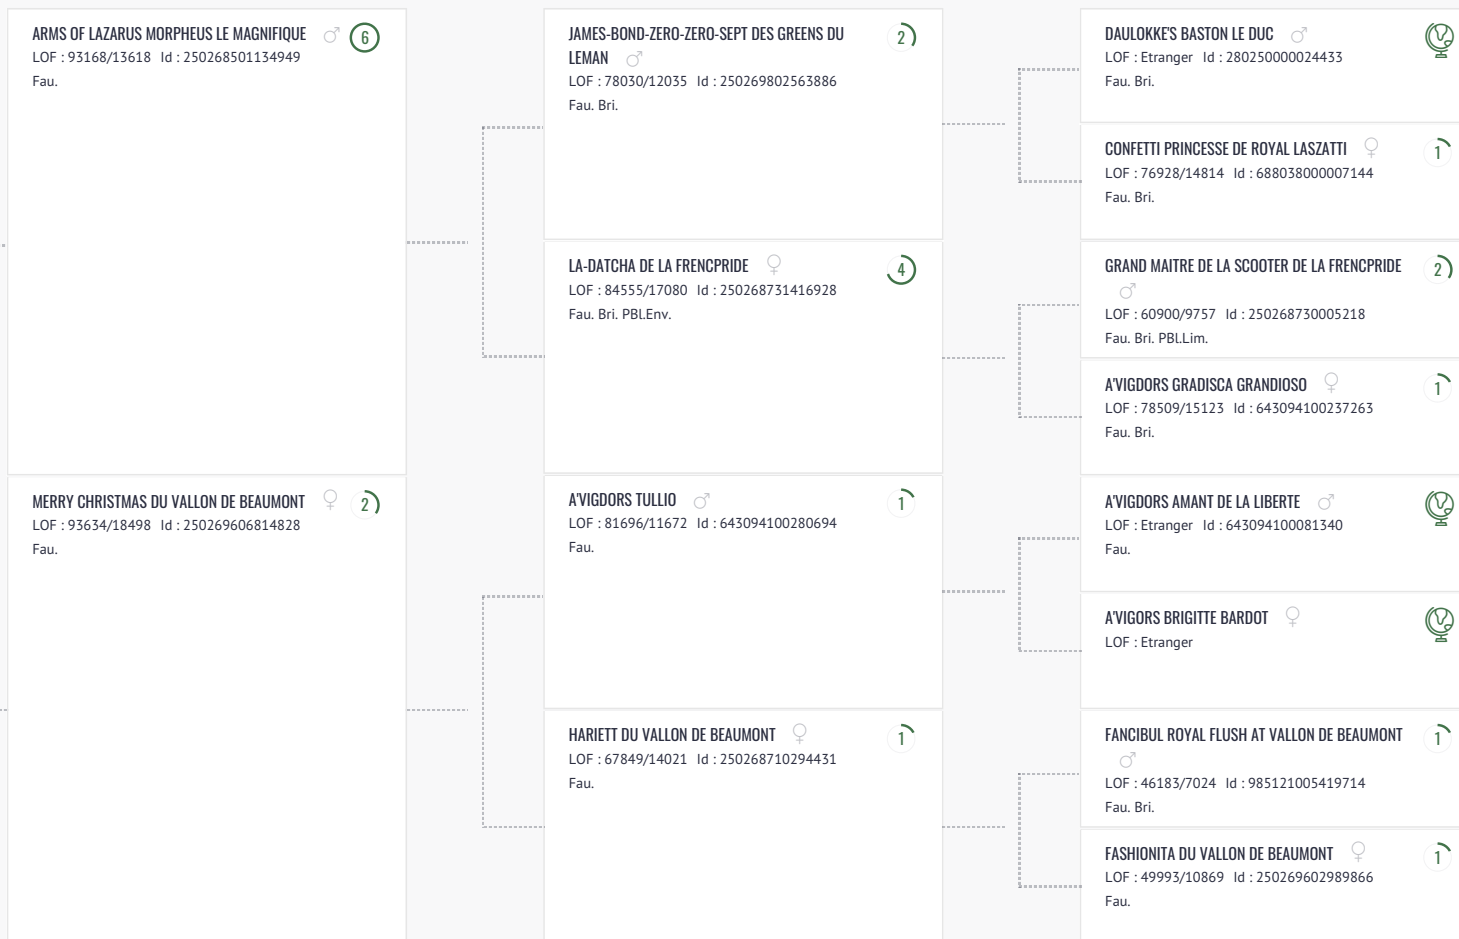 ARMS OF LAZARUS MORPHEUS LE MAGNIFIQUE 6
LOF : 93168/13618 Id : 250268501134949
Fau.
MERRY CHRISTMAS DU VALLON DE BEAUMONT 2
LOF : 93634/18498 Id : 250269606814828
Fau.
JAMES-BOND-ZERO-ZERO-SEPT DES GREENS DU 2
LEMAN
LOF : 78030/12035 Id : 250269802563886
Fau. Bri.
LA-DATCHA DE LA FRENCPRIDE 4
LOF : 84555/17080 Id : 250268731416928
Fau. Bri. PBl.Env.
A'VIGDORS TULLIO 1
LOF : 81696/11672 Id : 643094100280694
Fau.
HARIETT DU VALLON DE BEAUMONT 1
LOF : 67849/14021 Id : 250268710294431
Fau.
DAULOKKE'S BASTON LE DUC
LOF : Etranger Id : 280250000024433
Fau. Bri.
CONFETTI PRINCESSE DE ROYAL LASZATTI 1
LOF : 76928/14814 Id : 688038000007144
Fau. Bri.
GRAND MAITRE DE LA SCOOTER DE LA FRENCPRIDE 2
LOF : 60900/9757 Id : 250268730005218
Fau. Bri. PBl.Lim.
A'VIGDORS GRADISCA GRANDIOSO 1
LOF : 78509/15123 Id : 643094100237263
Fau. Bri.
A'VIGDORS AMANT DE LA LIBERTE
LOF : Etranger Id : 643094100081340
Fau.
A'VIGORS BRIGITTE BARDOT
LOF : Etranger
FANCIBUL ROYAL FLUSH AT VALLON DE BEAUMONT 1
LOF : 46183/7024 Id : 985121005419714
Fau. Bri.
FASHIONITA DU VALLON DE BEAUMONT 1
LOF : 49993/10869 Id : 250269602989866
Fau.